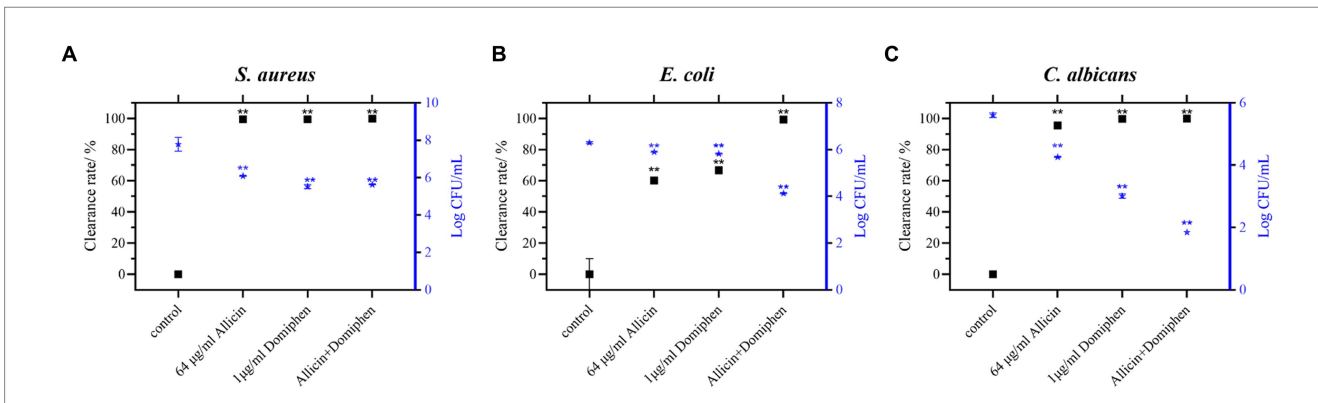 A
S. aureus
100
80
60
40
20
0
Clearance rate/ %
10
8
6
4
2
0
Log CFU/mL
** ** **
** ** **
control
64 μg/ml Allicin
1μg/ml Domiphen
Allicin+Domiphen
B
E. coli
100
80
60
40
20
0
Clearance rate/ %
8
6
4
2
0
Log CFU/mL
**
** **
** **
**
control
64 μg/ml Allicin
1μg/ml Domiphen
Allicin+Domiphen
C
C. albicans
100
80
60
40
20
0
Clearance rate/ %
6
4
2
0
Log CFU/mL
** ** **
**
**
**
control
64 μg/ml Allicin
1μg/ml Domiphen
Allicin+Domiphen